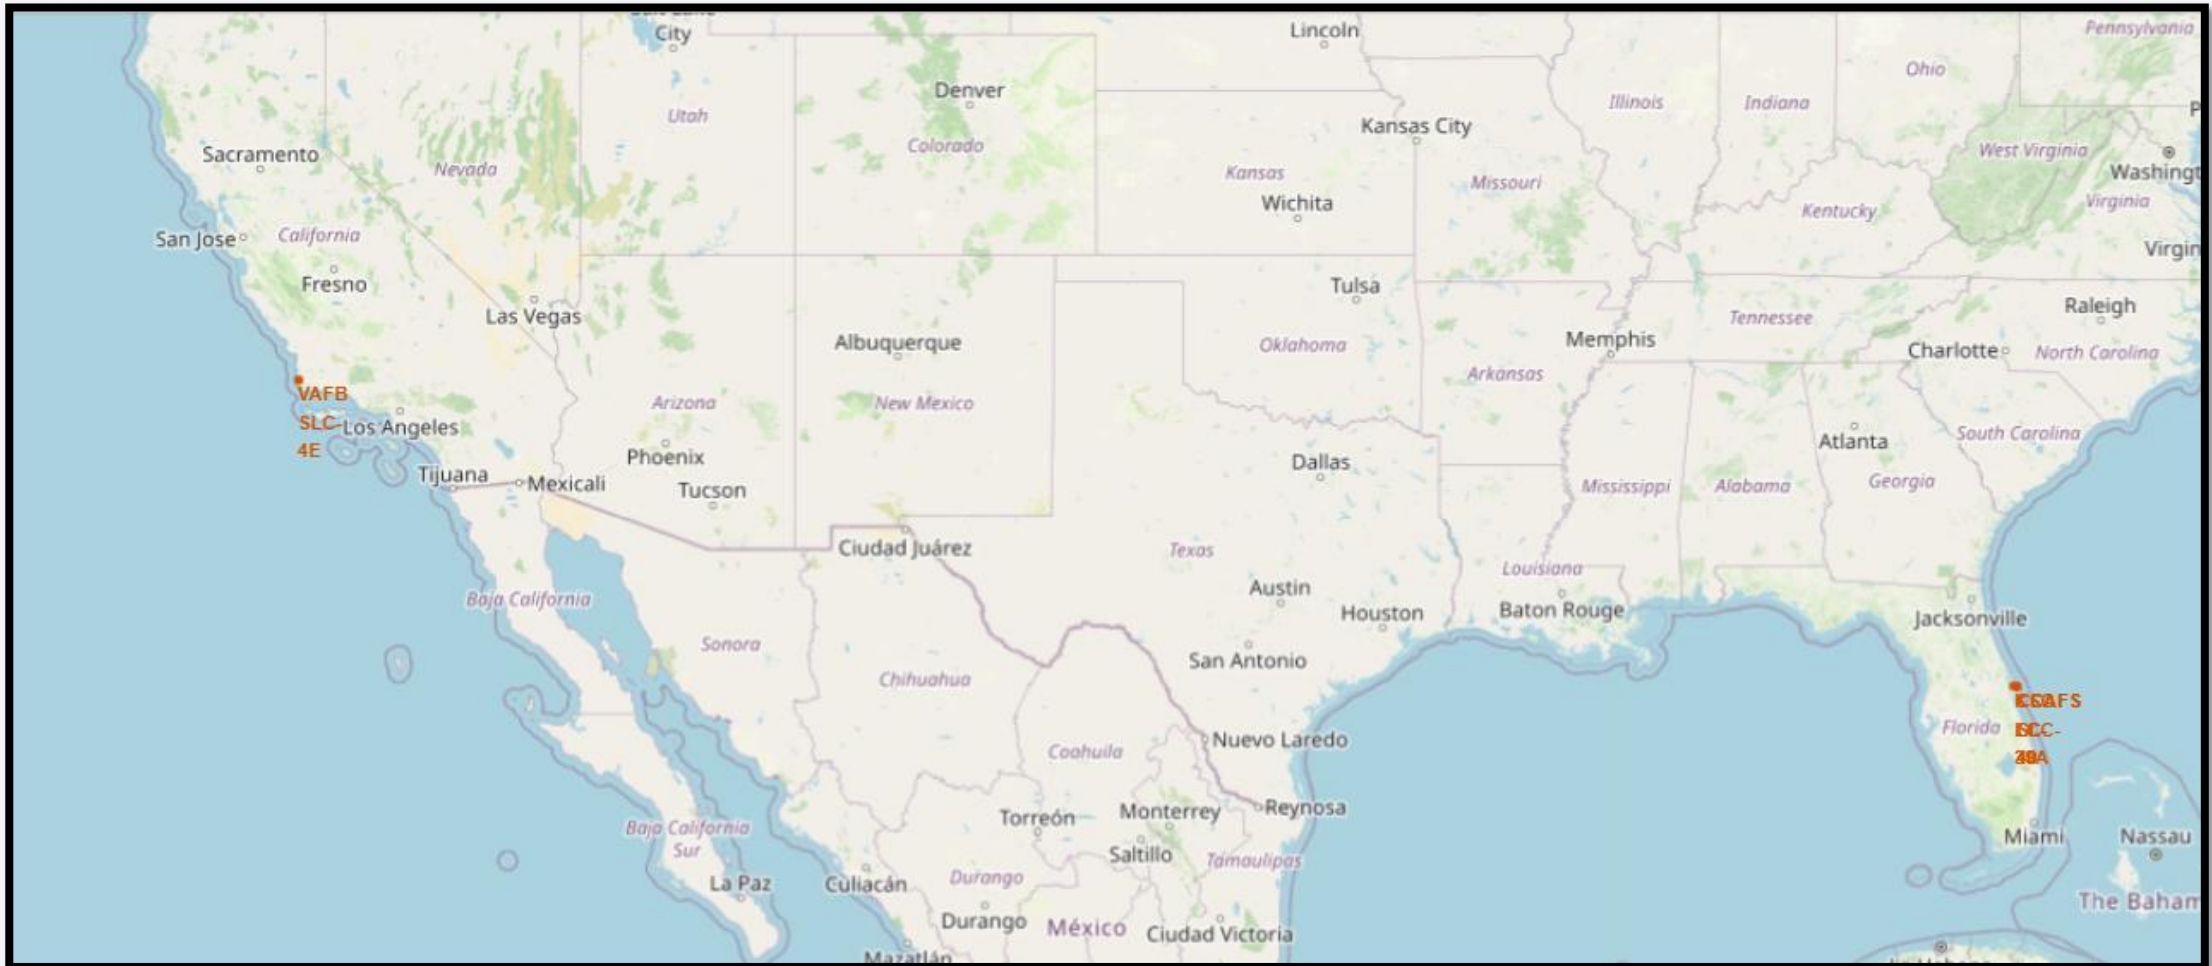 City
Lincoln
Pennsylvania
Denver
Ohio
Utah
Illinois
Indiana
Kansas City
Colorado
Sacramento
Nevada
Kansas
Missouri
West Virginia
Washingt
Wichita
Kentucky
Virginia
San Jose
California
Virgin
Fresno
Tulsa
Las Vegas
Raleigh
Albuquerque
Oklahoma
Memphis
Tennessee
Charlotte
North Carolina
VAFB
SLC-
4E
Los Angeles
Arizona
New Mexico
Arkansas
Phoenix
Dallas
Atlanta
South Carolina
Tijuana
Mexicali
Tucson
Mississippi
Alabama
Georgia
Ciudad Juárez
Texas
Louisiana
Baja California
Austin
Houston
Baton Rouge
Jacksonville
Sonora
San Antonio
Chihuahua
Florida
Coahuila
Nuevo Laredo
Torreón
Monterrey
Reynosa
Baja California
Sur
Saltillo
Tamaulipas
Miami
Nassau
La Paz
Culiacán
Durango
Durango
México
Ciudad Victoria
The Baham
Mazatlán